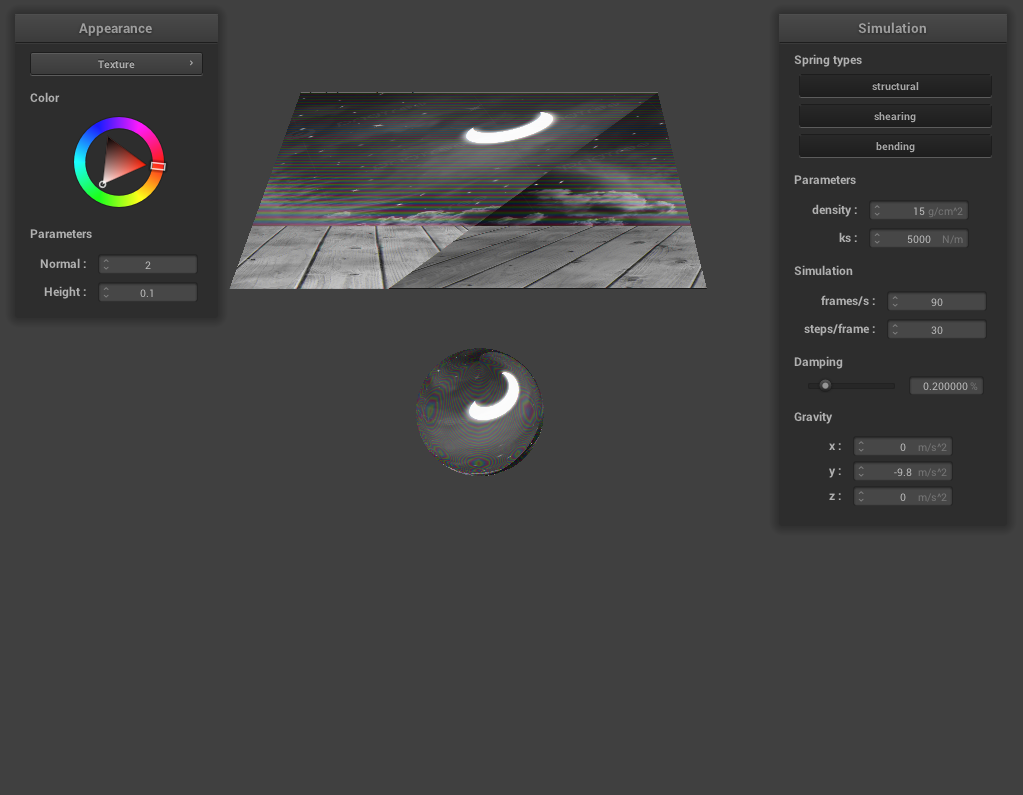 Appearance
Texture
Color
Parameters
Normal : 2
Height : 0.1
Simulation
Spring types
structural
shearing
bending
Parameters
density : 15 g/cm^2
ks : 5000 N/m
Simulation
frames/s : 90
steps/frame : 30
Damping
0.200000 %
Gravity
x : 0 m/s^2
y : -9.8 m/s^2
z : 0 m/s^2